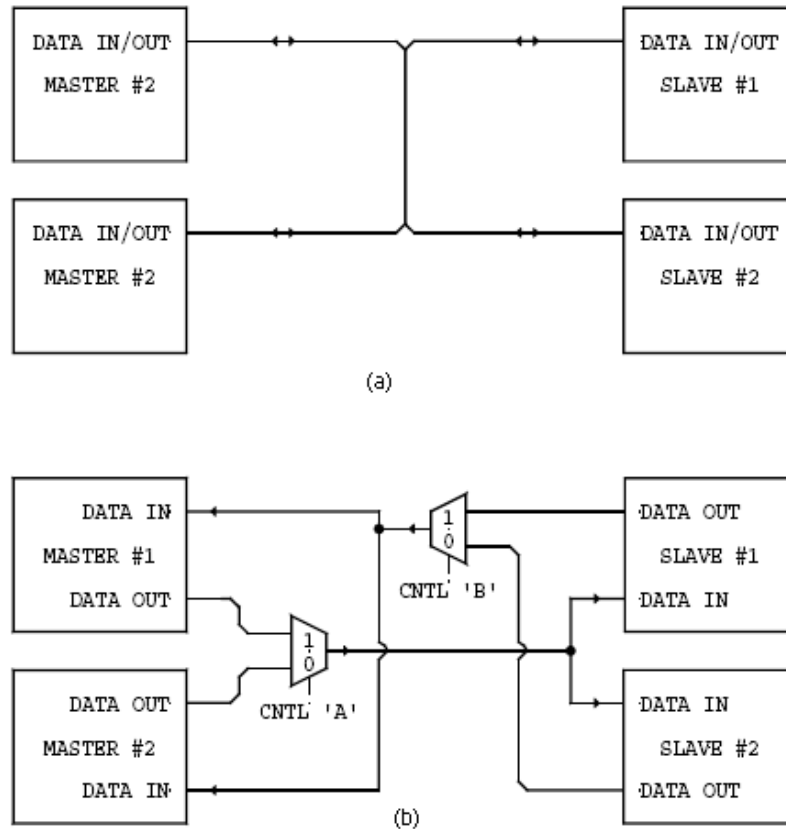 DATA IN/OUT
MASTER #2
DATA IN/OUT
SLAVE #1
DATA IN/OUT
MASTER #2
DATA IN/OUT
SLAVE #2
(a)
DATA IN
MASTER #1
DATA OUT
1
0
CNTL 'B'
DATA OUT
SLAVE #1
DATA IN
1
0
CNTL 'A'
DATA OUT
MASTER #2
DATA IN
DATA IN
SLAVE #2
DATA OUT
(b)